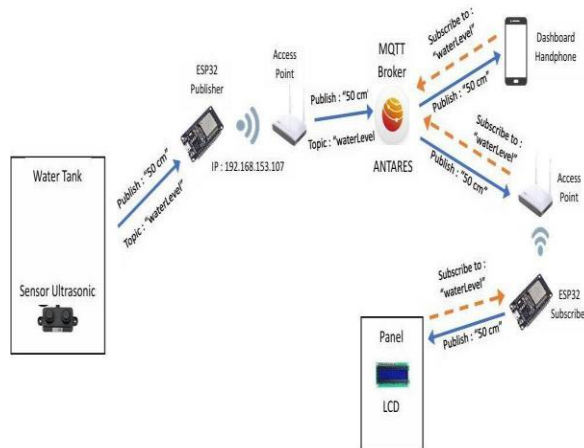 Water Tank
Sensor Ultrasonic
Publish : "50 cm"
Topic : "waterLevel"
ESP32
Publisher
IP : 192.168.153.107
Access
Point
Publish : "50 cm"
Topic : "waterLevel
MQTT
Broker
ANTARES
Subscribe to :
"waterLevel"
Publish : "50 cm"
Dashboard
Handphone
Subscribe to :
"waterLevel"
Publish : "50 cm"
Access
Point
ESP32
Subscribe
Subscribe to :
"waterLevel"
Publish : "50 cm"
Panel
LCD